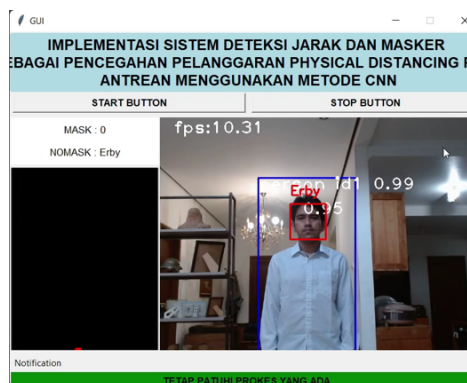 GUI
IMPLEMENTASI SISTEM DETEKSI JARAK DAN MASKER
EBAGAI PENCEGAHAN PELANGGARAN PHYSICAL DISTANCING
ANTREAN MENGGUNAKAN METODE CNN
START BUTTON STOP BUTTON
MASK : 0
NOMASK : Erby
fps:10.31
person id1 0.99
Erby
0.95
Notification
TETAP PATUHI PROKES YANG ADA